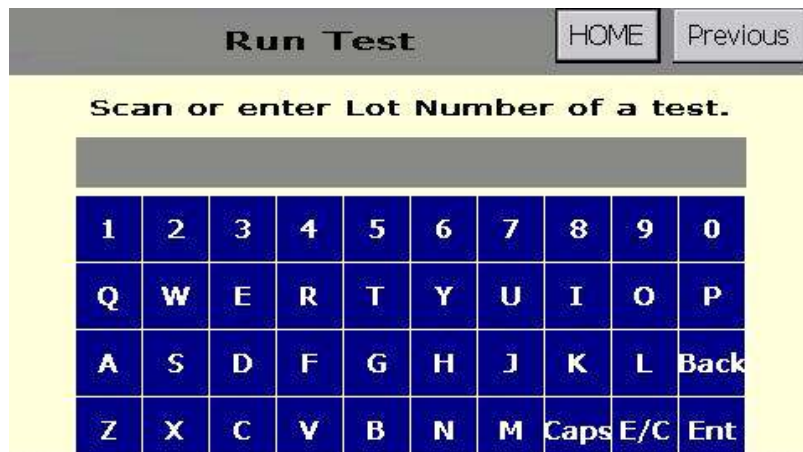 Run Test HOME Previous
Scan or enter Lot Number of a test.
1 2 3 4 5 6 7 8 9 0
Q W E R T Y U I O P
A S D F G H J K L Back
Z X C V B N M Caps E/C Ent